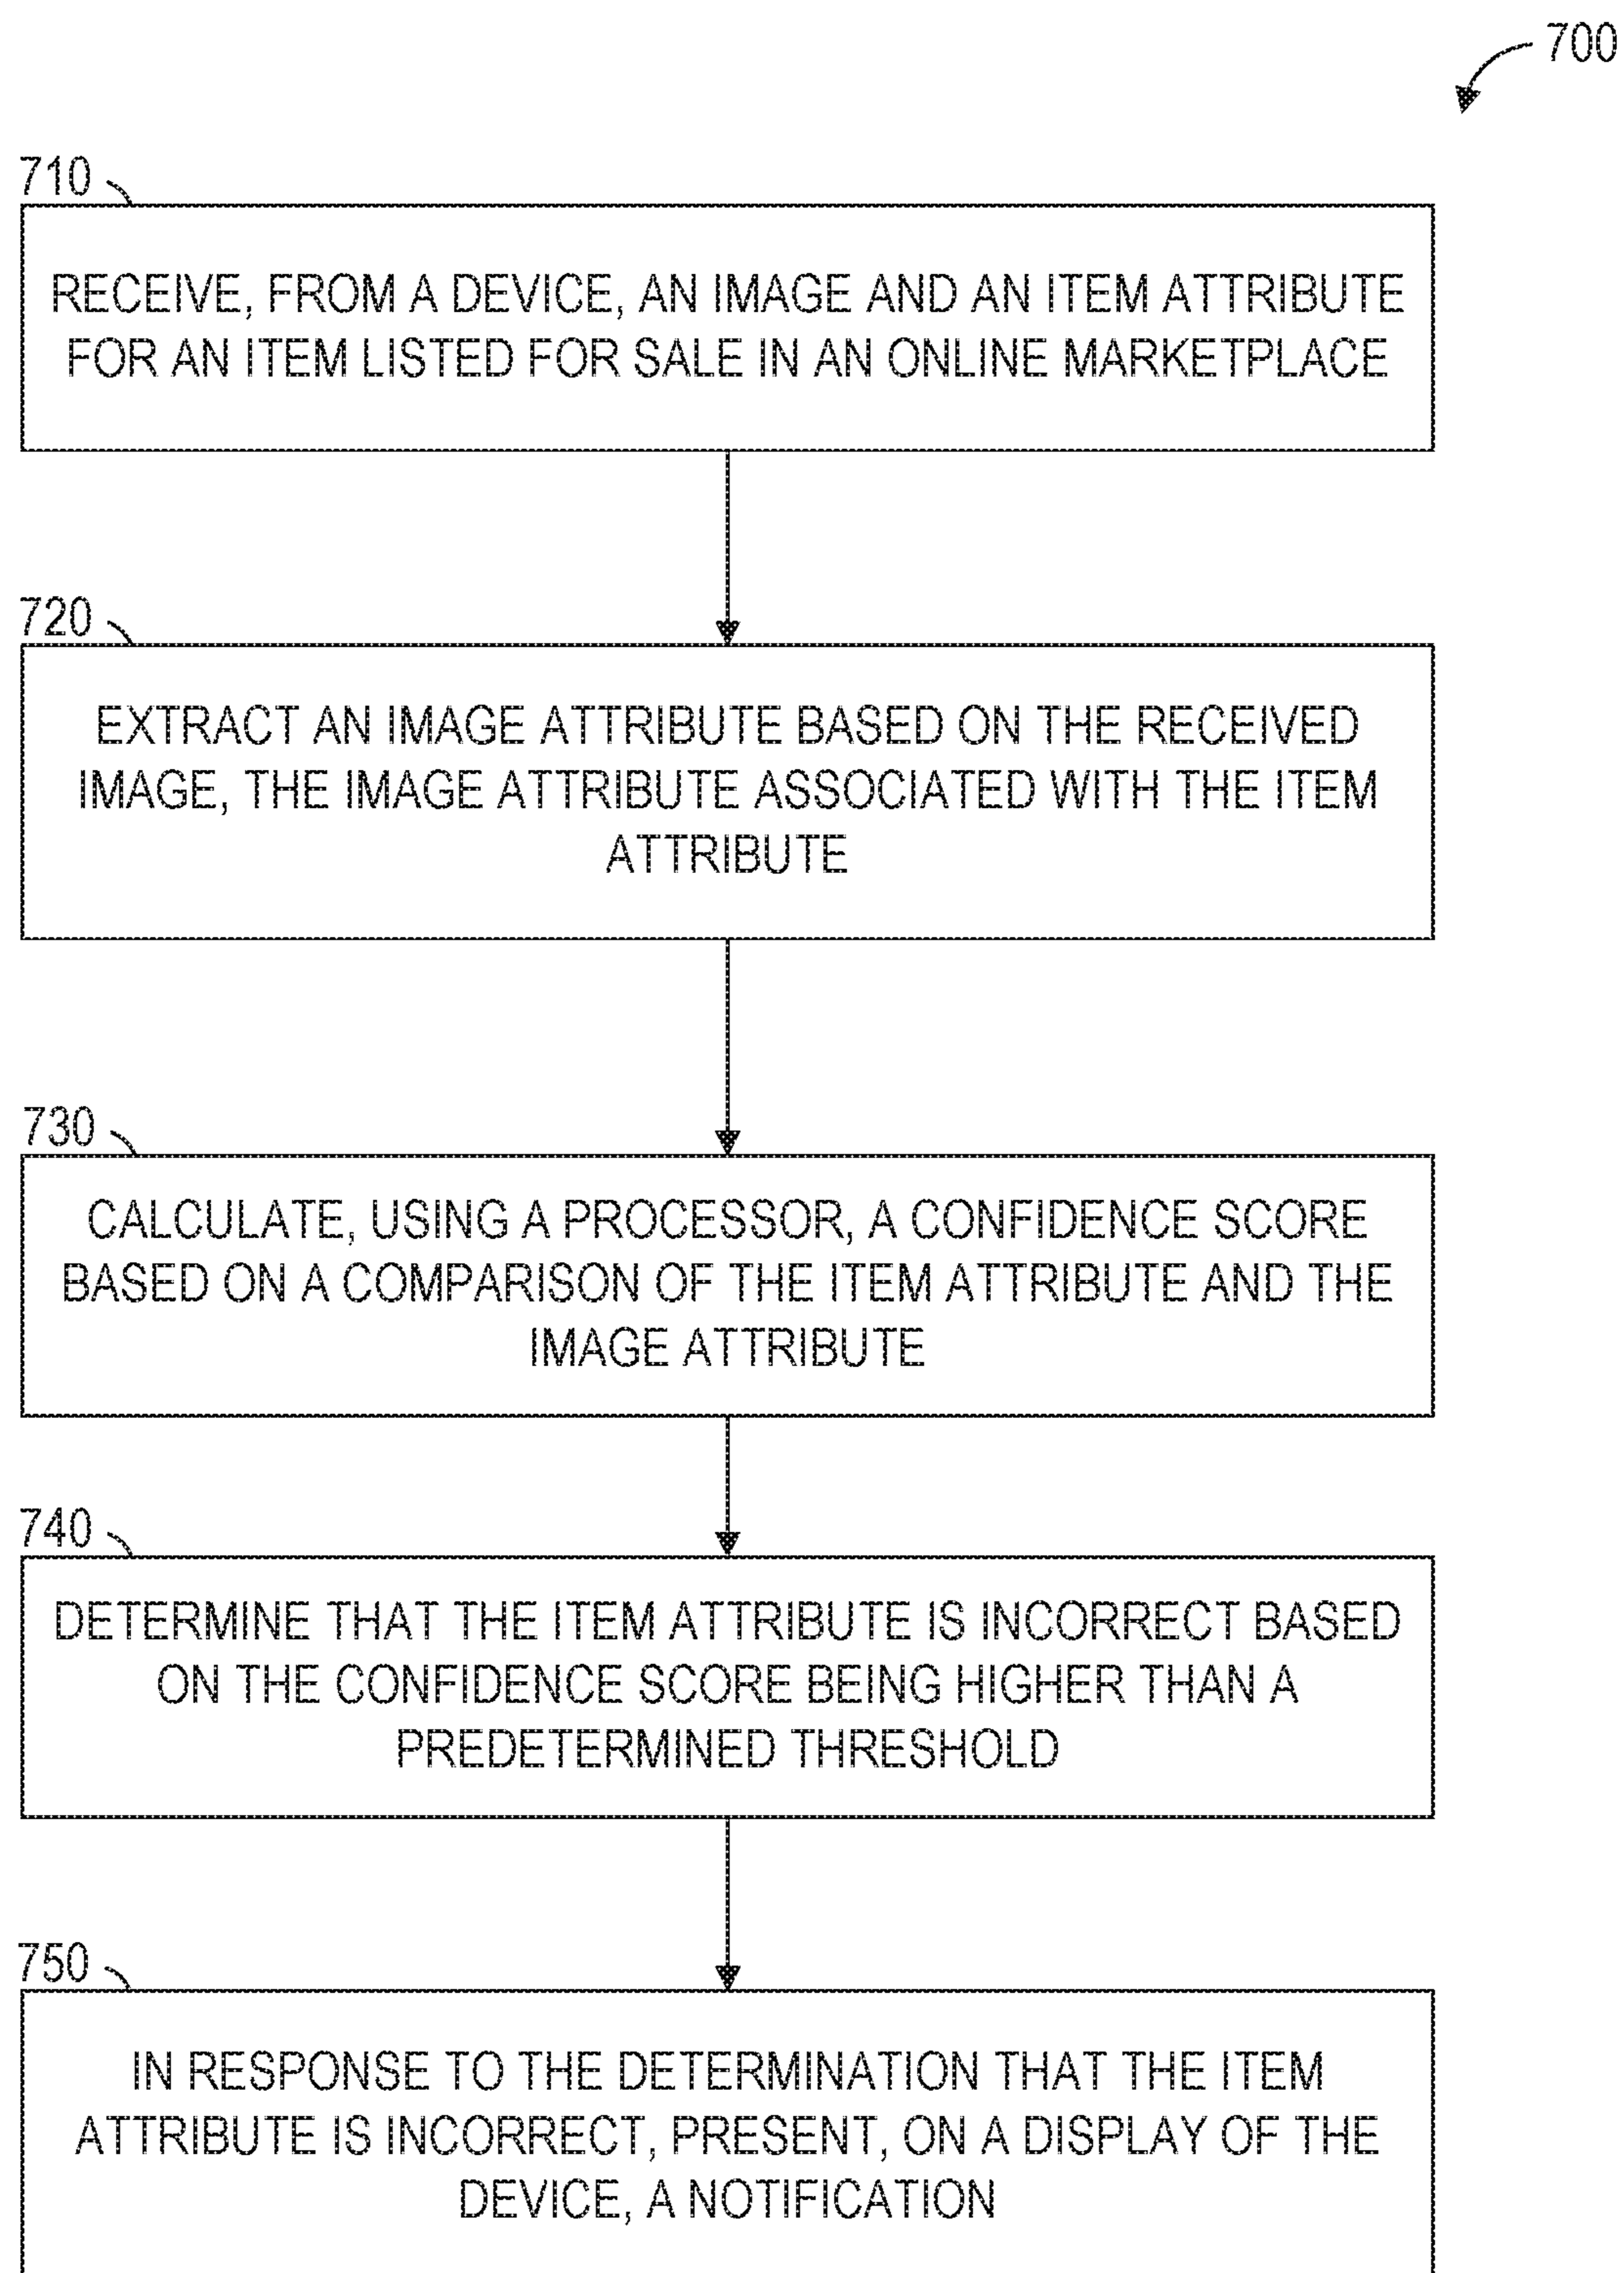 700
710
RECEIVE, FROM A DEVICE, AN IMAGE AND AN ITEM ATTRIBUTE
FOR AN ITEM LISTED FOR SALE IN AN ONLINE MARKETPLACE
720
EXTRACT AN IMAGE ATTRIBUTE BASED ON THE RECEIVED
IMAGE, THE IMAGE ATTRIBUTE ASSOCIATED WITH THE ITEM
ATTRIBUTE
730
CALCULATE, USING A PROCESSOR, A CONFIDENCE SCORE
BASED ON A COMPARISON OF THE ITEM ATTRIBUTE AND THE
IMAGE ATTRIBUTE
740
DETERMINE THAT THE ITEM ATTRIBUTE IS INCORRECT BASED
ON THE CONFIDENCE SCORE BEING HIGHER THAN A
PREDETERMINED THRESHOLD
750
IN RESPONSE TO THE DETERMINATION THAT THE ITEM
ATTRIBUTE IS INCORRECT, PRESENT, ON A DISPLAY OF THE
DEVICE, A NOTIFICATION